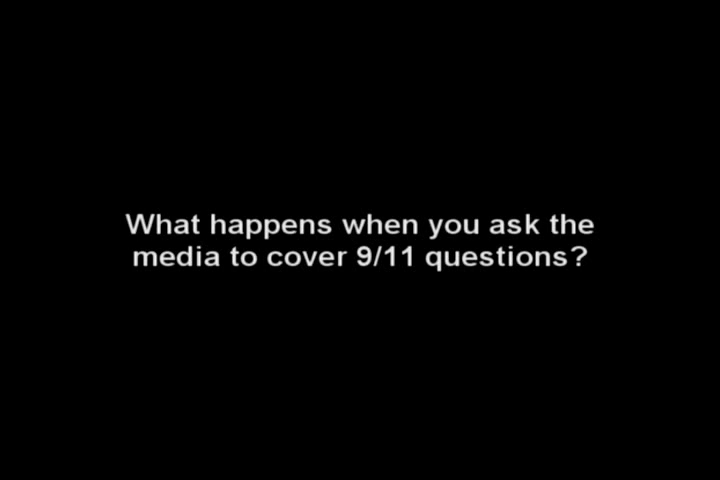 What happens when you ask the
media to cover 9/11 questions?